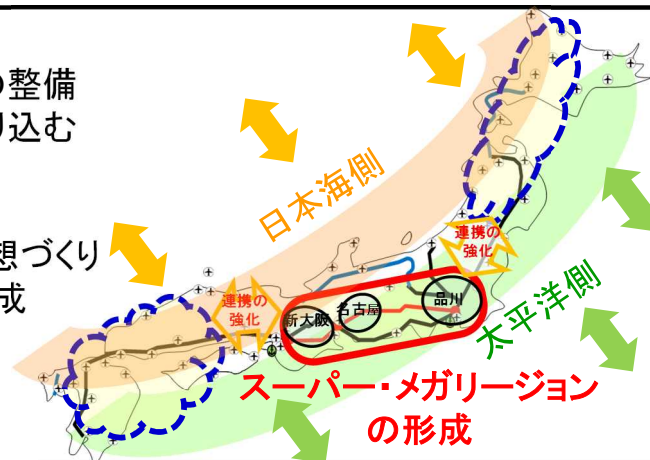 の整備
り込む
想づくり
成
日本海側
連携の
強化
連携の
強化
新大阪
名古屋
品川
太平洋側
スーパー・メガリージョン
の形成